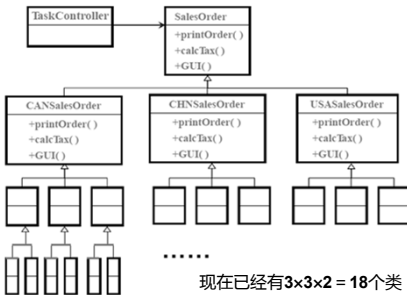 TaskController
SalesOrder
+printOrder( )
+calcTax( )
+GUI( )
CANSalesOrder
+printOrder( )
+calcTax( )
+GUI( )
CHNSalesOrder
+printOrder( )
+calcTax( )
+GUI( )
USASalesOrder
+printOrder( )
+calcTax( )
+GUI( )
……
现在已经有3×3×2＝18个类